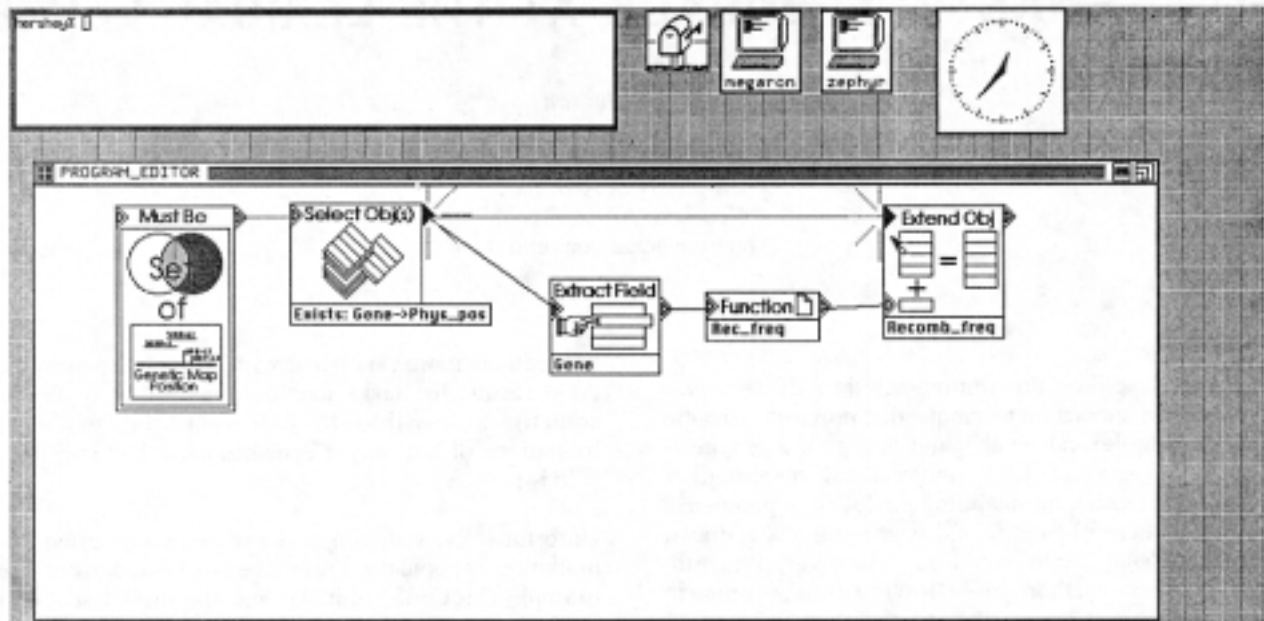 hershey%
megaron
zephyr
PROGRAM_EDITOR
Must Be
Set
of
Genetic Map
Position
Select Obj(s)
Exists: Gene->Phys_pos
Extract Field
Gene
Function
Rec_freq
Extend Obj
=
+
Recomb_freq